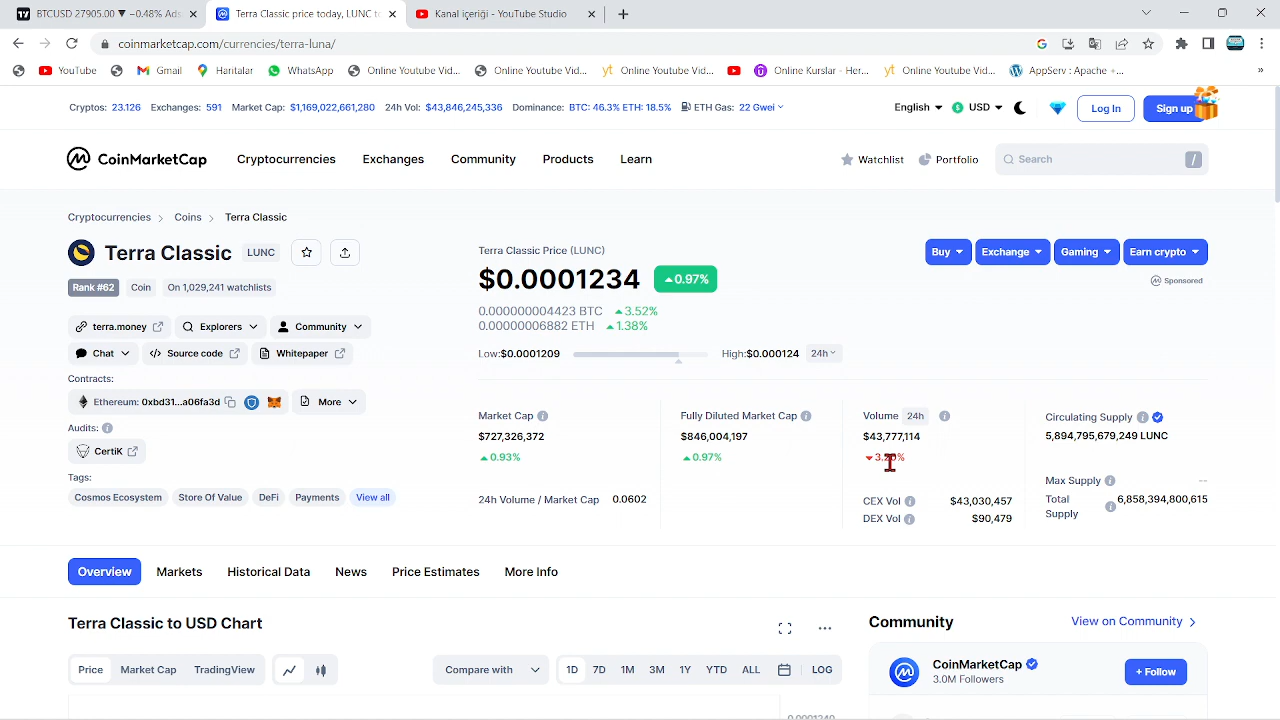 BTCUSD 27905.00 ▼ −0.48% Ads
Terra Classic price today, LUNC to
Kanal içeriği - YouTube Studio
coinmarketcap.com/currencies/terra-luna/
YouTube
Gmail
Haritalar
WhatsApp
Online Youtube Vid...
Online Youtube Vid...
Online Youtube Vid...
Online Kurslar - Her...
Online Youtube Vid...
AppServ : Apache +...
»
Cryptos: 23.126 Exchanges: 591 Market Cap: $1,169,022,661,280 24h Vol: $43,846,245,336 Dominance: BTC: 46.3% ETH: 18.5% ETH Gas: 22 Gwei
English
USD
Log In
Sign up
CoinMarketCap
Cryptocurrencies
Exchanges
Community
Products
Learn
Watchlist
Portfolio
Search
/
Cryptocurrencies > Coins > Terra Classic
Terra Classic LUNC
Rank #62
Coin
On 1,029,241 watchlists
terra.money
Explorers
Community
Chat
Source code
Whitepaper
Contracts:
Ethereum: 0xbd31...a06fa3d
More
Audits:
CertiK
Tags:
Cosmos Ecosystem
Store Of Value
DeFi
Payments
View all
Terra Classic Price (LUNC)
$0.0001234
0.97%
0.000000004423 BTC 3.52%
0.00000006882 ETH 1.38%
Low:$0.0001209
High:$0.000124
24h
Buy
Exchange
Gaming
Earn crypto
Sponsored
Market Cap
$727,326,372
0.93%
24h Volume / Market Cap 0.0602
Fully Diluted Market Cap
$846,004,197
0.97%
Volume 24h
$43,777,114
CEX Vol $43,030,457
DEX Vol $90,479
Circulating Supply
5,894,795,679,249 LUNC
Max Supply --
Total Supply 6,858,394,800,615
Overview
Markets
Historical Data
News
Price Estimates
More Info
Terra Classic to USD Chart
Price
Market Cap
TradingView
Compare with
1D
7D
1M
3M
1Y
YTD
ALL
LOG
Community
View on Community
CoinMarketCap
3.0M Followers
+ Follow